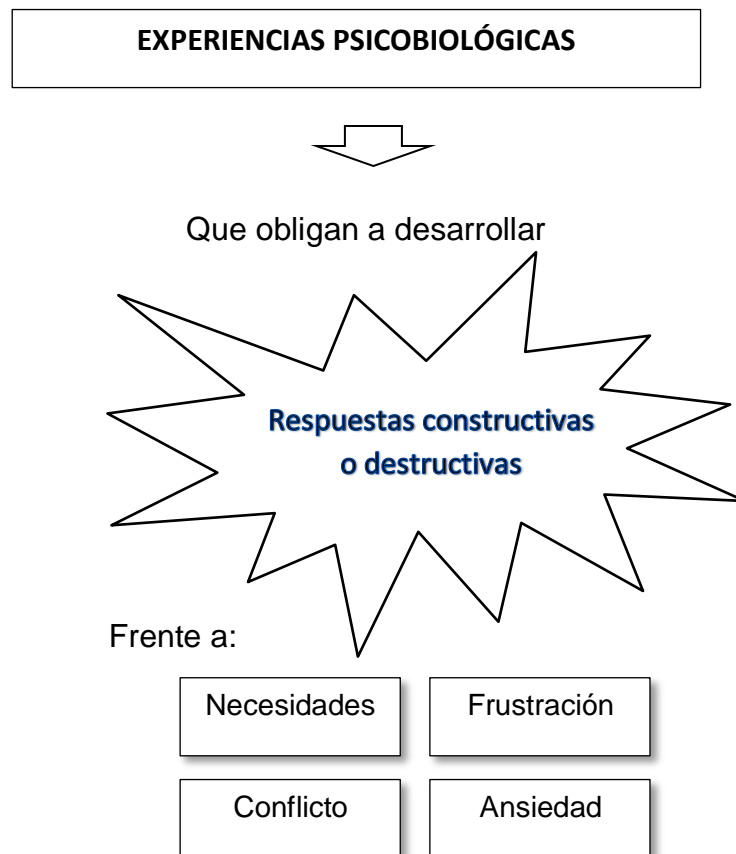 EXPERIENCIAS PSICOBIOLÓGICAS
Que obligan a desarrollar
Respuestas constructivas
o destructivas
Frente a:
Necesidades
Frustración
Conflicto
Ansiedad